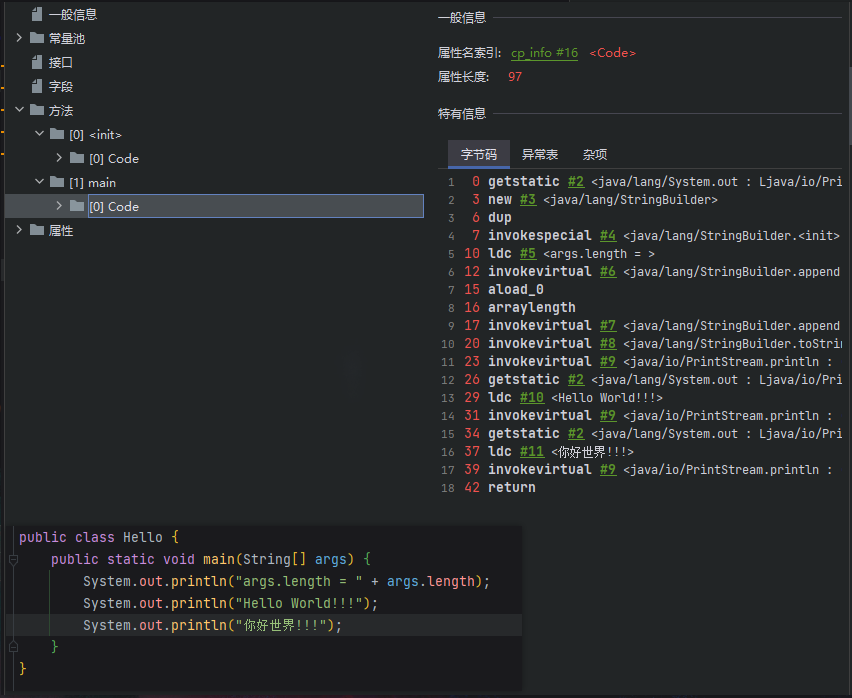 一般信息
常量池
接口
字段
方法
[0] <init>
[0] Code
[1] main
[0] Code
属性
一般信息
属性名索引: cp_info #16 <Code>
属性长度: 97
特有信息
字节码 异常表 杂项
1 0 getstatic #2 <java/lang/System.out : Ljava/io/Pri
2 3 new #3 <java/lang/StringBuilder>
3 6 dup
4 7 invokespecial #4 <java/lang/StringBuilder.<init>
5 10 ldc #5 <args.length = >
6 12 invokevirtual #6 <java/lang/StringBuilder.append
7 15 aload_0
8 16 arraylength
9 17 invokevirtual #7 <java/lang/StringBuilder.append
10 20 invokevirtual #8 <java/lang/StringBuilder.toStrin
11 23 invokevirtual #9 <java/io/PrintStream.println :
12 26 getstatic #2 <java/lang/System.out : Ljava/io/Pri
13 29 ldc #10 <Hello World!!!>
14 31 invokevirtual #9 <java/io/PrintStream.println :
15 34 getstatic #2 <java/lang/System.out : Ljava/io/Pri
16 37 ldc #11 <你好世界!!!>
17 39 invokevirtual #9 <java/io/PrintStream.println :
18 42 return
public class Hello {
public static void main(String[] args) {
System.out.println("args.length = " + args.length);
System.out.println("Hello World!!!");
System.out.println("你好世界!!!");
}
}